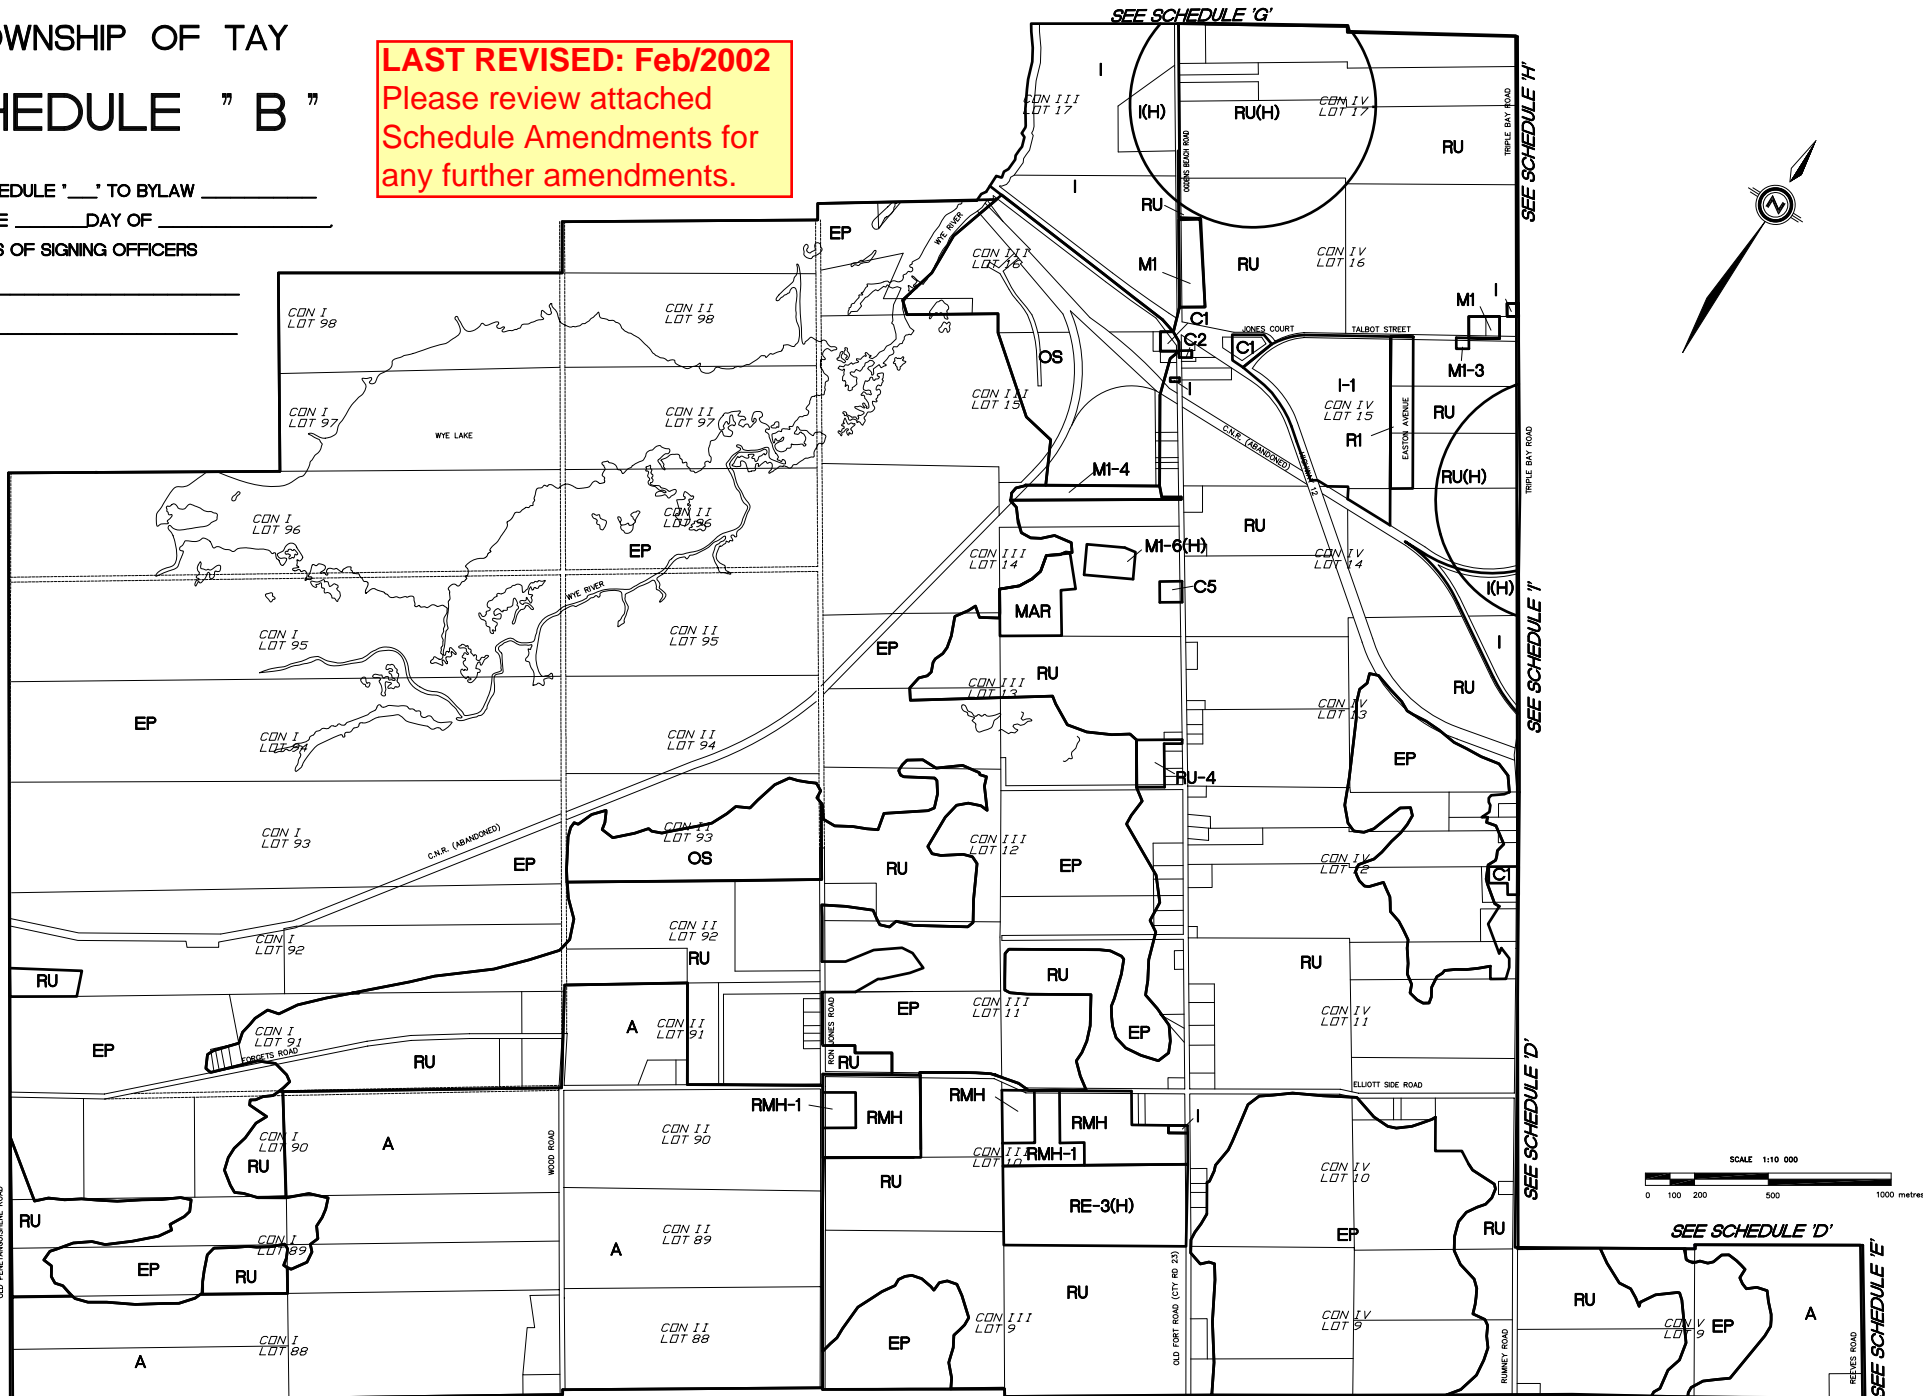 OWNSHIP OF TAY
HEDULE " B "
EDULE '___' TO BYLAW
E ______DAY OF
S OF SIGNING OFFICERS
LAST REVISED: Feb/2002
Please review attached
Schedule Amendments for
any further amendments.
SEE SCHEDULE 'G'
SEE SCHEDULE 'H'
TRIPLE BAY ROAD
I
CON III
LOT 17
I(H)
RU(H)
CON IV
LOT 17
RU
OGDENS BEACH ROAD
I
RU
EP
WYE RIVER
CON III
LOT 16
M1
RU
CON IV
LOT 16
M1
I
CON I
LOT 98
CON II
LOT 98
C1
C2
C1
JONES COURT
TALBOT STREET
OS
M1-3
I
I-1
CON I
LOT 97
CON II
LOT 97
CON III
LOT 15
CON IV
LOT 15
RU
WYE LAKE
C.N.R. (ABANDONED)
R1
EASTON AVENUE
HIGHWAY 12
TRIPLE BAY ROAD
M1-4
RU(H)
CON I
LOT 96
CON II
LOT 96
EP
RU
CON III
LOT 14
M1-6(H)
CON IV
LOT 14
WYE RIVER
C5
I(H)
SEE SCHEDULE 'I'
MAR
CON I
LOT 95
CON II
LOT 95
EP
I
RU
CON III
LOT 13
RU
CON IV
LOT 13
EP
CON I
LOT 94
CON II
LOT 94
EP
RU-4
CON I
LOT 93
C.N.R. (ABANDONED)
EP
CON II
LOT 93
OS
RU
CON III
LOT 12
EP
CON IV
LOT 12
C1
CON I
LOT 92
CON II
LOT 92
RU
RU
RU
RU
EP
CON III
LOT 11
EP
CON IV
LOT 11
EP
CON I
LOT 91
FORGETS ROAD
RU
A
CON II
LOT 91
RON JONES ROAD
RU
ELLIOTT SIDE ROAD
SEE SCHEDULE 'D'
RMH-1
RMH
RMH
RMH
RMH-1
I
CON I
LOT 90
RU
A
WOOD ROAD
CON II
LOT 90
CON III
LOT 10
CON IV
LOT 10
RU
RE-3(H)
SCALE 1:10 000
0 100 200 500 1000 metres
RU
CON I
LOT 89
EP
RU
A
CON II
LOT 89
EP
RU
SEE SCHEDULE 'D'
SEE SCHEDULE 'E'
OLD FORT ROAD (CTY RD 23)
RU
RU
CON I
LOT 88
A
CON II
LOT 88
EP
CON III
LOT 9
CON IV
LOT 9
RUMNEY ROAD
CON V
LOT 9
EP
A
REEVES ROAD
OLD PENETANGUISHENE ROAD